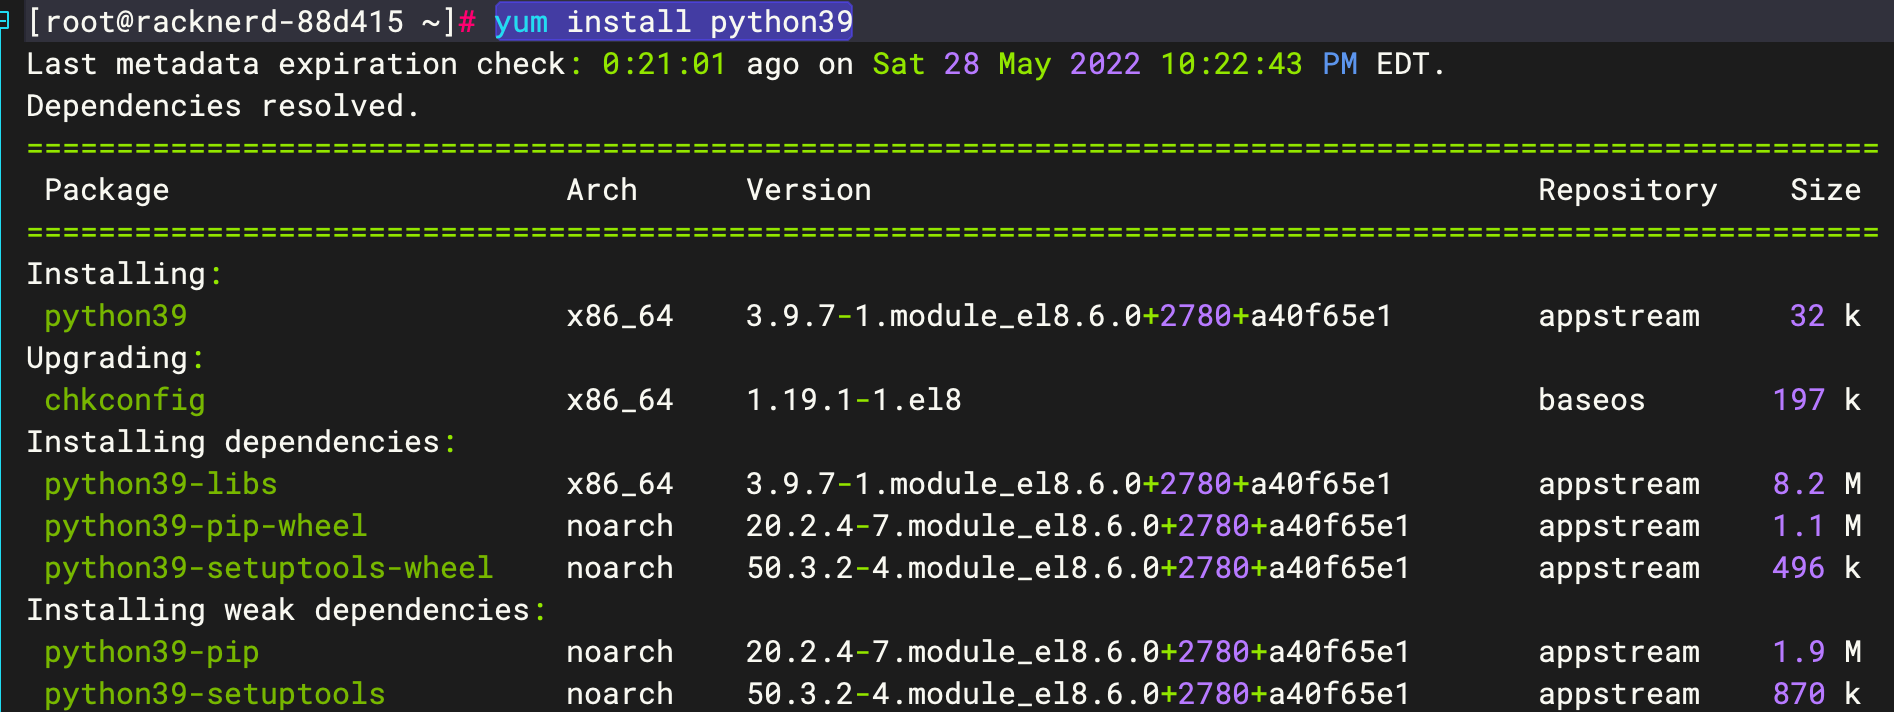 [root@racknerd-88d415 ~]# yum install python39
Last metadata expiration check: 0:21:01 ago on Sat 28 May 2022 10:22:43 PM EDT.
Dependencies resolved.
=======================================================================================================
 Package                     Arch      Version                                     Repository    Size
=======================================================================================================
Installing:
 python39                    x86_64    3.9.7-1.module_el8.6.0+2780+a40f65e1        appstream     32 k
Upgrading:
 chkconfig                   x86_64    1.19.1-1.el8                                baseos       197 k
Installing dependencies:
 python39-libs               x86_64    3.9.7-1.module_el8.6.0+2780+a40f65e1        appstream    8.2 M
 python39-pip-wheel          noarch    20.2.4-7.module_el8.6.0+2780+a40f65e1       appstream    1.1 M
 python39-setuptools-wheel   noarch    50.3.2-4.module_el8.6.0+2780+a40f65e1       appstream    496 k
Installing weak dependencies:
 python39-pip                noarch    20.2.4-7.module_el8.6.0+2780+a40f65e1       appstream    1.9 M
 python39-setuptools         noarch    50.3.2-4.module_el8.6.0+2780+a40f65e1       appstream    870 k